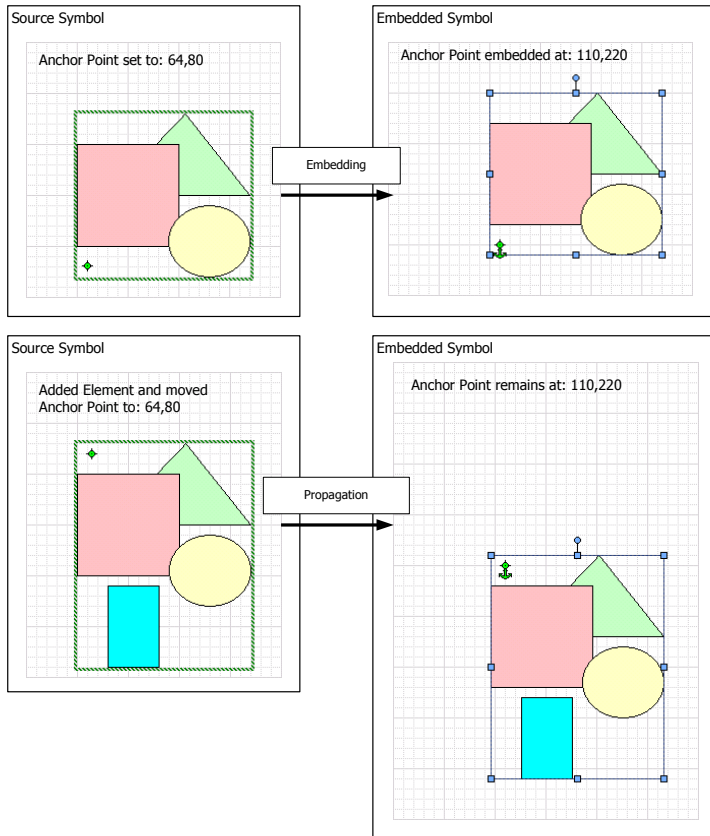 Source Symbol
Anchor Point set to: 64,80
Embedding
Embedded Symbol
Anchor Point embedded at: 110,220
Source Symbol
Added Element and moved
Anchor Point to: 64,80
Propagation
Embedded Symbol
Anchor Point remains at: 110,220